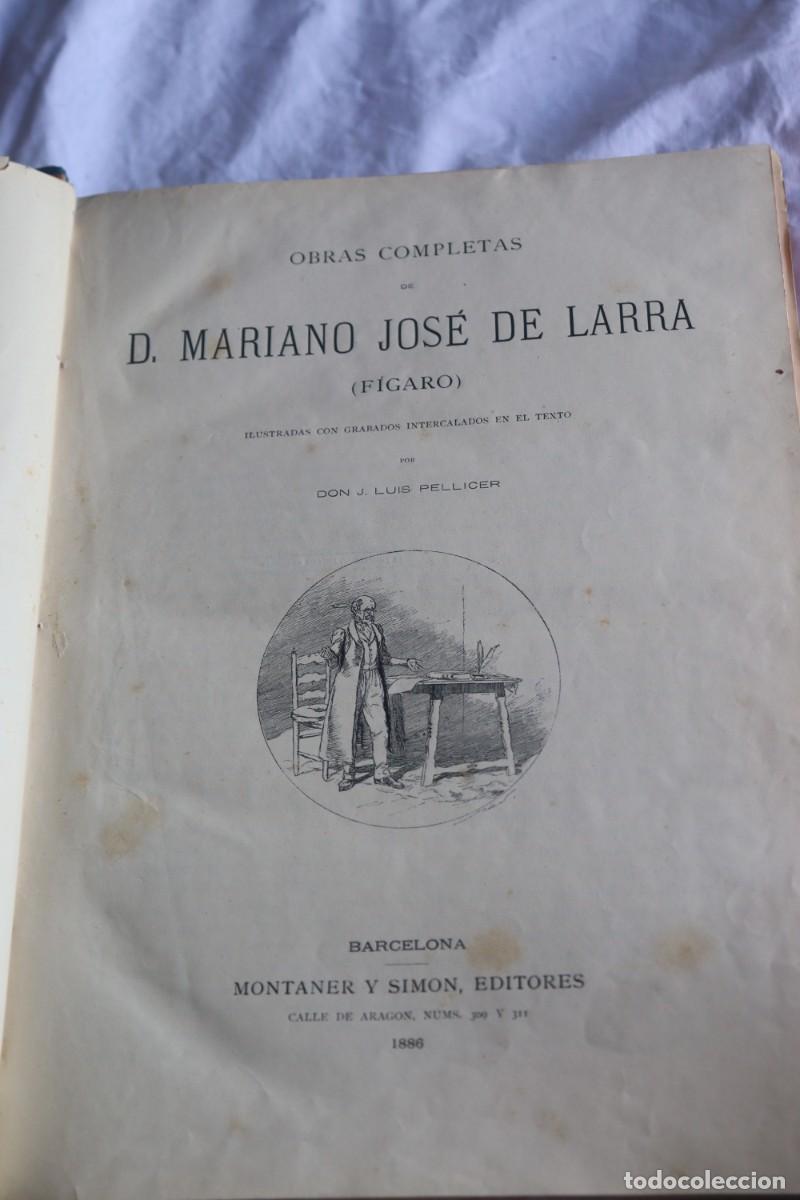 OBRAS COMPLETAS
DE
D. MARIANO JOSÉ DE LARRA
(FÍGARO)
ILUSTRADAS CON GRABADOS INTERCALADOS EN EL TEXTO
POR
DON J. LUIS PELLICER
BARCELONA
MONTANER Y SIMON, EDITORES
CALLE DE ARAGON, NUMS. 309 Y 311
1886
todocoleccion